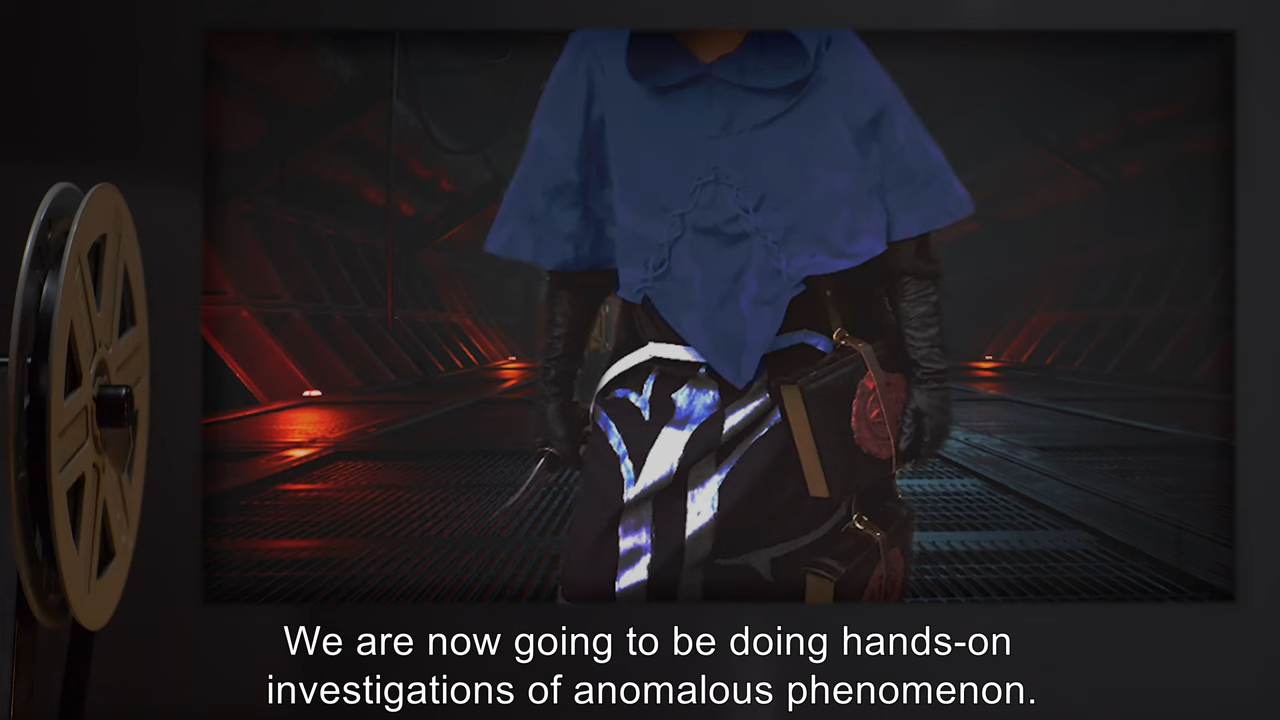 We are now going to be doing hands-on
investigations of anomalous phenomenon.